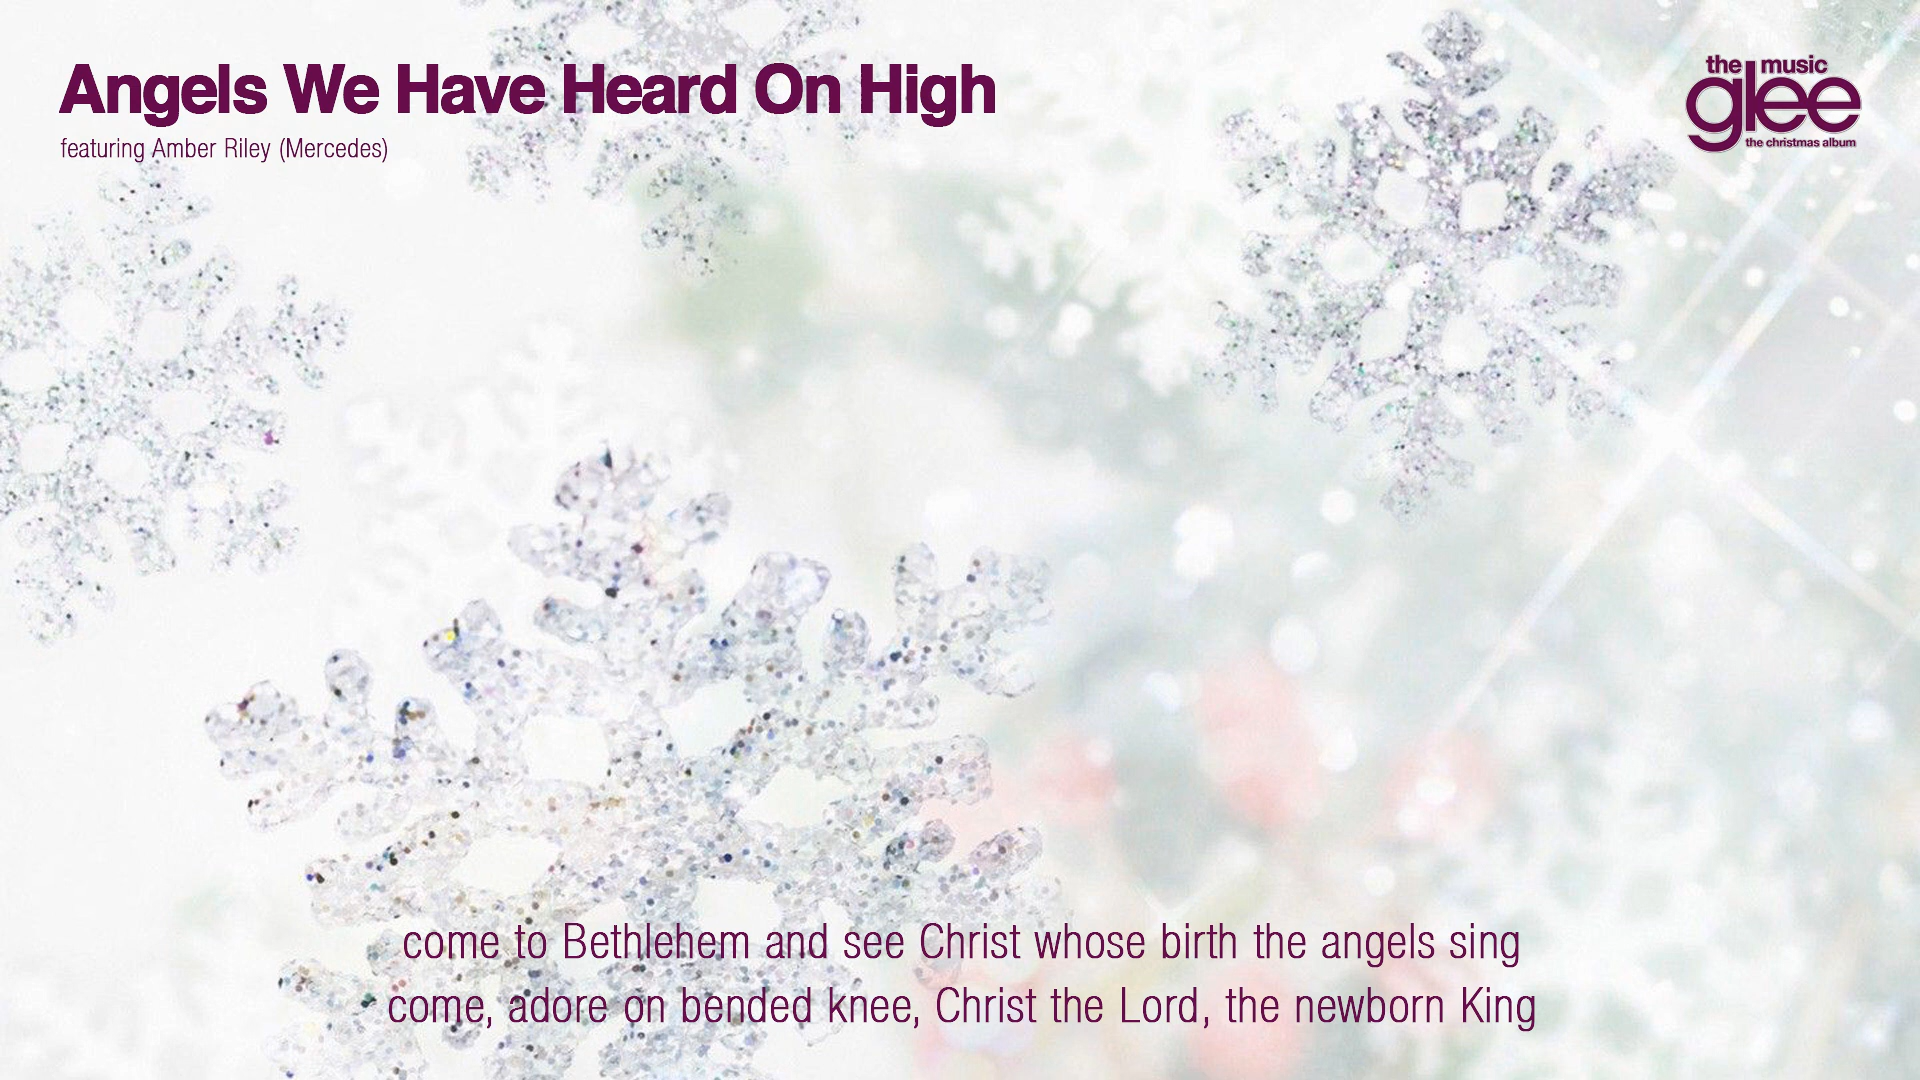 Angels We Have Heard On High
featuring Amber Riley (Mercedes)
the music
glee
the christmas album
come to Bethlehem and see Christ whose birth the angels sing
come, adore on bended knee, Christ the Lord, the newborn King